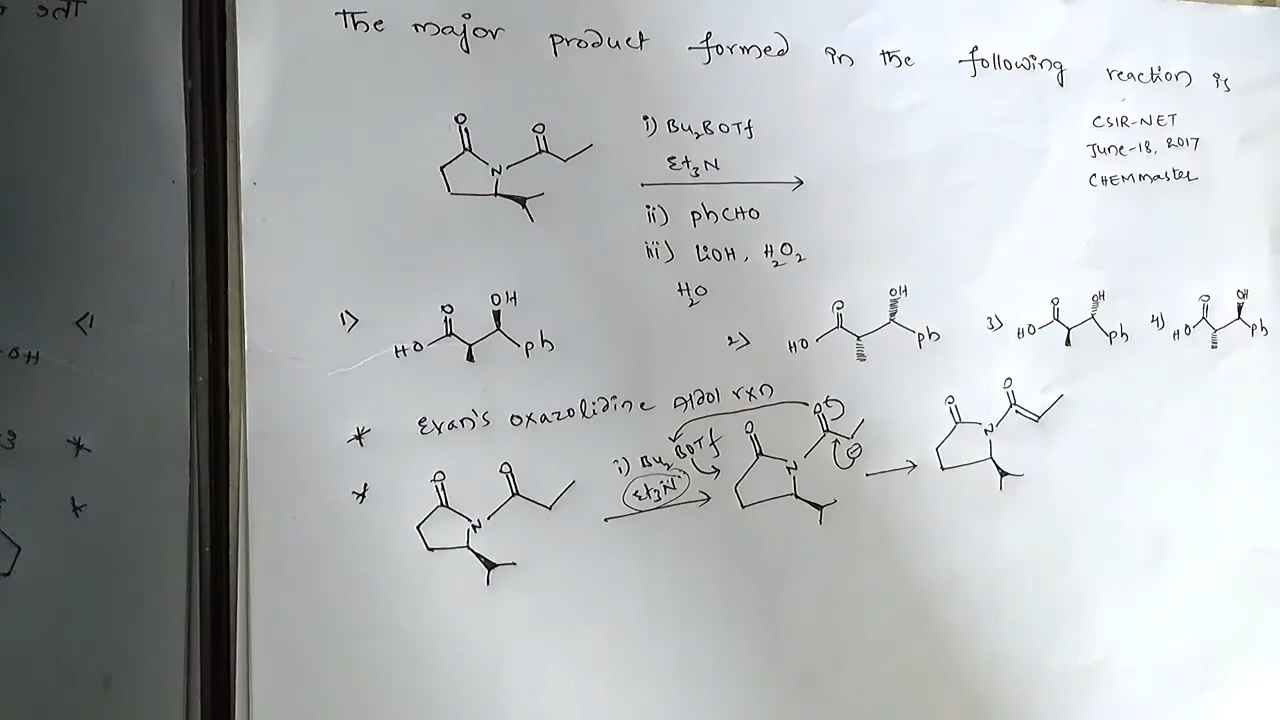 The major product formed in the following reaction is
CSIR-NET
June-18, 2017
CHEMmaster
O
O
N
i) Bu2BOTf
Et3N
ii) phCHO
iii) LiOH, H2O2
H2O
1) HO O OH ph
2) HO O OH ph
3) HO O OH ph
4) HO O OH ph
OH
* Evan's oxazolidine Aldol rxn
* O O N
i) Bu2BOTf
Et3N
O O N
O O N